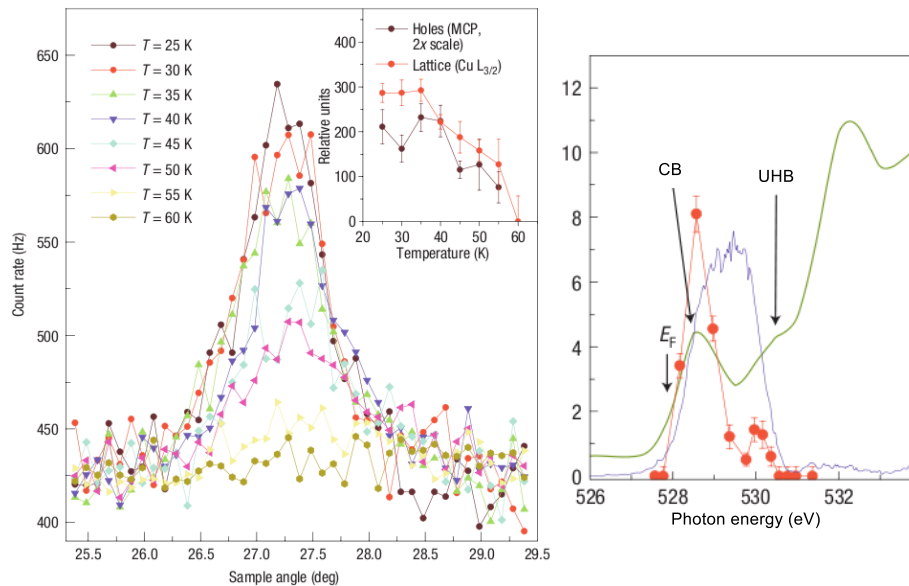 650
600
550
500
450
400
Count rate (Hz)
25.5
26.0
26.5
27.0
27.5
28.0
28.5
29.0
29.5
Sample angle (deg)
T = 25 K
T = 30 K
T = 35 K
T = 40 K
T = 45 K
T = 50 K
T = 55 K
T = 60 K
400
300
200
100
0
Relative units
20
30
40
50
60
Temperature (K)
Holes (MCP,
2x scale)
Lattice (Cu L3/2)
12
10
8
6
4
2
0
526
528
530
532
Photon energy (eV)
CB
UHB
EF